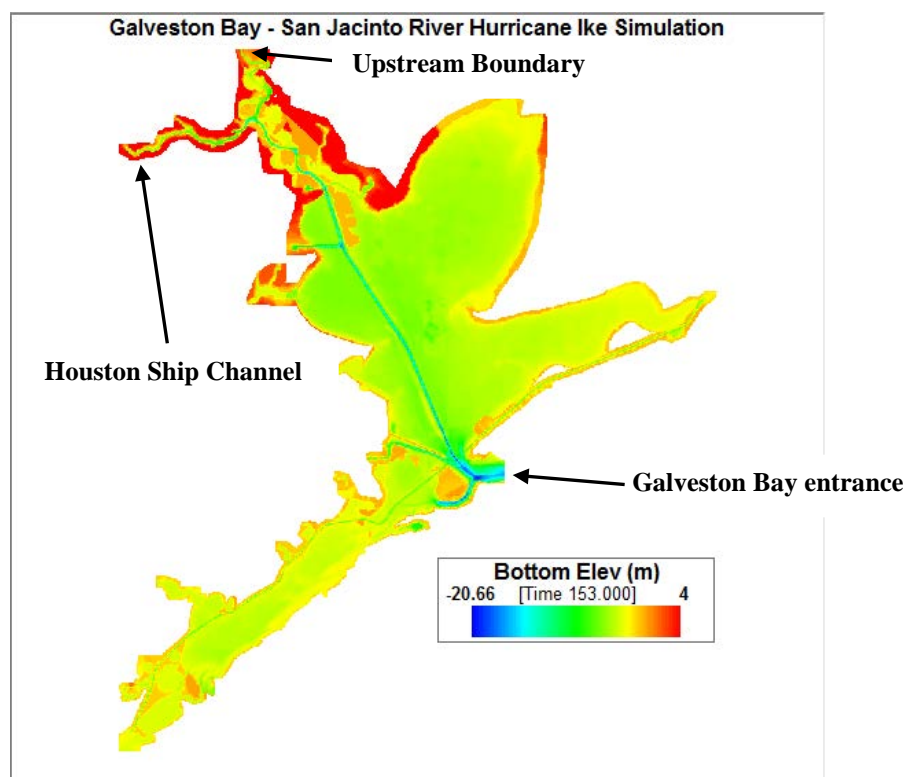 Galveston Bay - San Jacinto River Hurricane Ike Simulation
Upstream Boundary
Houston Ship Channel
Galveston Bay entrance
Bottom Elev (m)
-20.66 [Time 153.000] 4